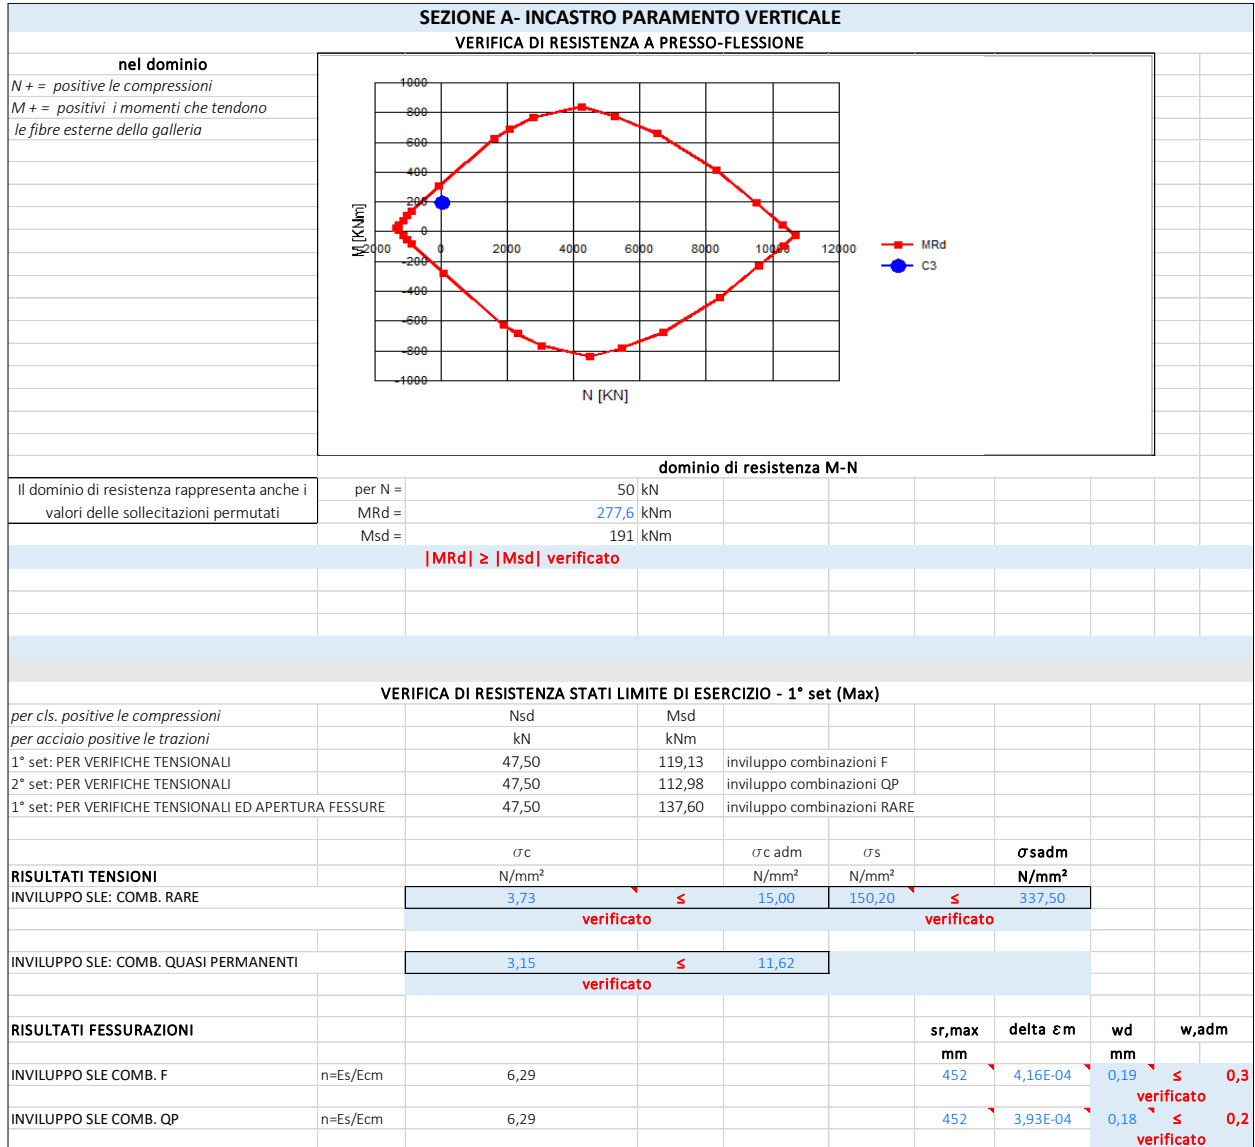 SEZIONE A- INCASTRO PARAMENTO VERTICALE
VERIFICA DI RESISTENZA A PRESSO-FLESSIONE
nel dominio
N + = positive le compressioni
M + = positivi i momenti che tendono
le fibre esterne della galleria
1000
800
600
400
200
0
-200
-400
-600
-800
-1000
M [KNm]
2000 0 2000 4000 6000 8000 10000 12000
N [KN]
MRd
C3
dominio di resistenza M-N
Il dominio di resistenza rappresenta anche i
valori delle sollecitazioni permutati
per N = 50 kN
MRd = 277,6 kNm
Msd = 191 kNm
|MRd| ≥ |Msd| verificato
VERIFICA DI RESISTENZA STATI LIMITE DI ESERCIZIO - 1° set (Max)
per cls. positive le compressioni Nsd Msd
per acciaio positive le trazioni kN kNm
1° set: PER VERIFICHE TENSIONALI 47,50 119,13 inviluppo combinazioni F
2° set: PER VERIFICHE TENSIONALI 47,50 112,98 inviluppo combinazioni QP
1° set: PER VERIFICHE TENSIONALI ED APERTURA FESSURE 47,50 137,60 inviluppo combinazioni RARE
σc σc adm σs σsadm
RISULTATI TENSIONI N/mm² N/mm² N/mm² N/mm²
INVILUPPO SLE: COMB. RARE 3,73 ≤ 15,00 150,20 ≤ 337,50
verificato verificato
INVILUPPO SLE: COMB. QUASI PERMANENTI 3,15 ≤ 11,62
verificato
RISULTATI FESSURAZIONI sr,max delta εm wd w,adm
mm mm
INVILUPPO SLE COMB. F n=Es/Ecm 6,29 452 4,16E-04 0,19 ≤ 0,3
verificato
INVILUPPO SLE COMB. QP n=Es/Ecm 6,29 452 3,93E-04 0,18 ≤ 0,2
verificato